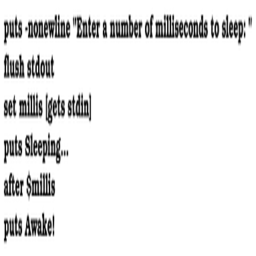 puts -nonewline "Enter a number of milliseconds to sleep: "
flush stdout
set millis [gets stdin]
puts Sleeping...
after $millis
puts Awake!